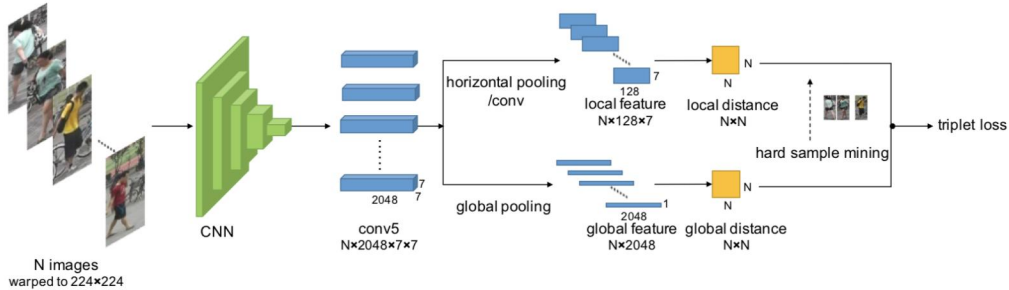 N images
warped to 224×224
CNN
2048
7
7
conv5
N×2048×7×7
horizontal pooling
/conv
global pooling
128
7
local feature
N×128×7
2048
1
global feature
N×2048
N
N
local distance
N×N
N
N
global distance
N×N
hard sample mining
triplet loss